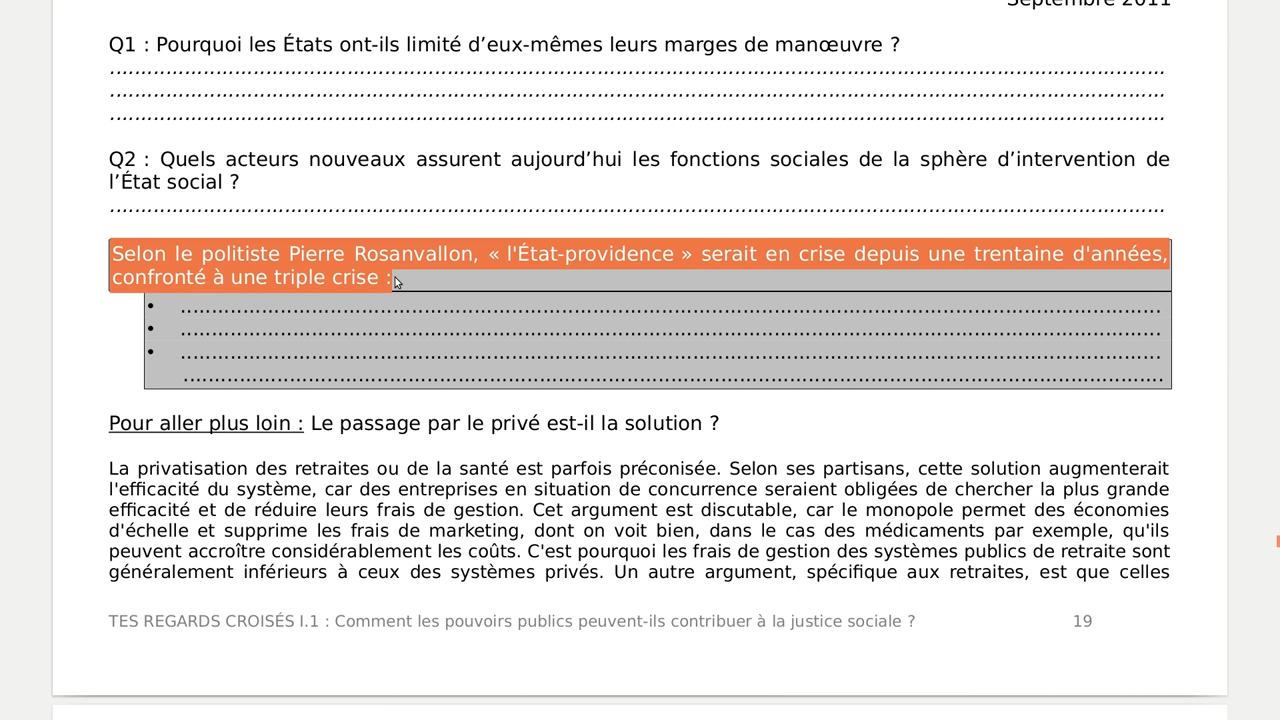 Septembre 2011
Q1 : Pourquoi les États ont-ils limité d’eux-mêmes leurs marges de manœuvre ?
Q2 : Quels acteurs nouveaux assurent aujourd’hui les fonctions sociales de la sphère d’intervention de
l’État social ?
Selon le politiste Pierre Rosanvallon, « l'État-providence » serait en crise depuis une trentaine d'années,
confronté à une triple crise :
Pour aller plus loin : Le passage par le privé est-il la solution ?
La privatisation des retraites ou de la santé est parfois préconisée. Selon ses partisans, cette solution augmenterait
l'efficacité du système, car des entreprises en situation de concurrence seraient obligées de chercher la plus grande
efficacité et de réduire leurs frais de gestion. Cet argument est discutable, car le monopole permet des économies
d'échelle et supprime les frais de marketing, dont on voit bien, dans le cas des médicaments par exemple, qu'ils
peuvent accroître considérablement les coûts. C'est pourquoi les frais de gestion des systèmes publics de retraite sont
généralement inférieurs à ceux des systèmes privés. Un autre argument, spécifique aux retraites, est que celles
TES REGARDS CROISÉS I.1 : Comment les pouvoirs publics peuvent-ils contribuer à la justice sociale ? 19